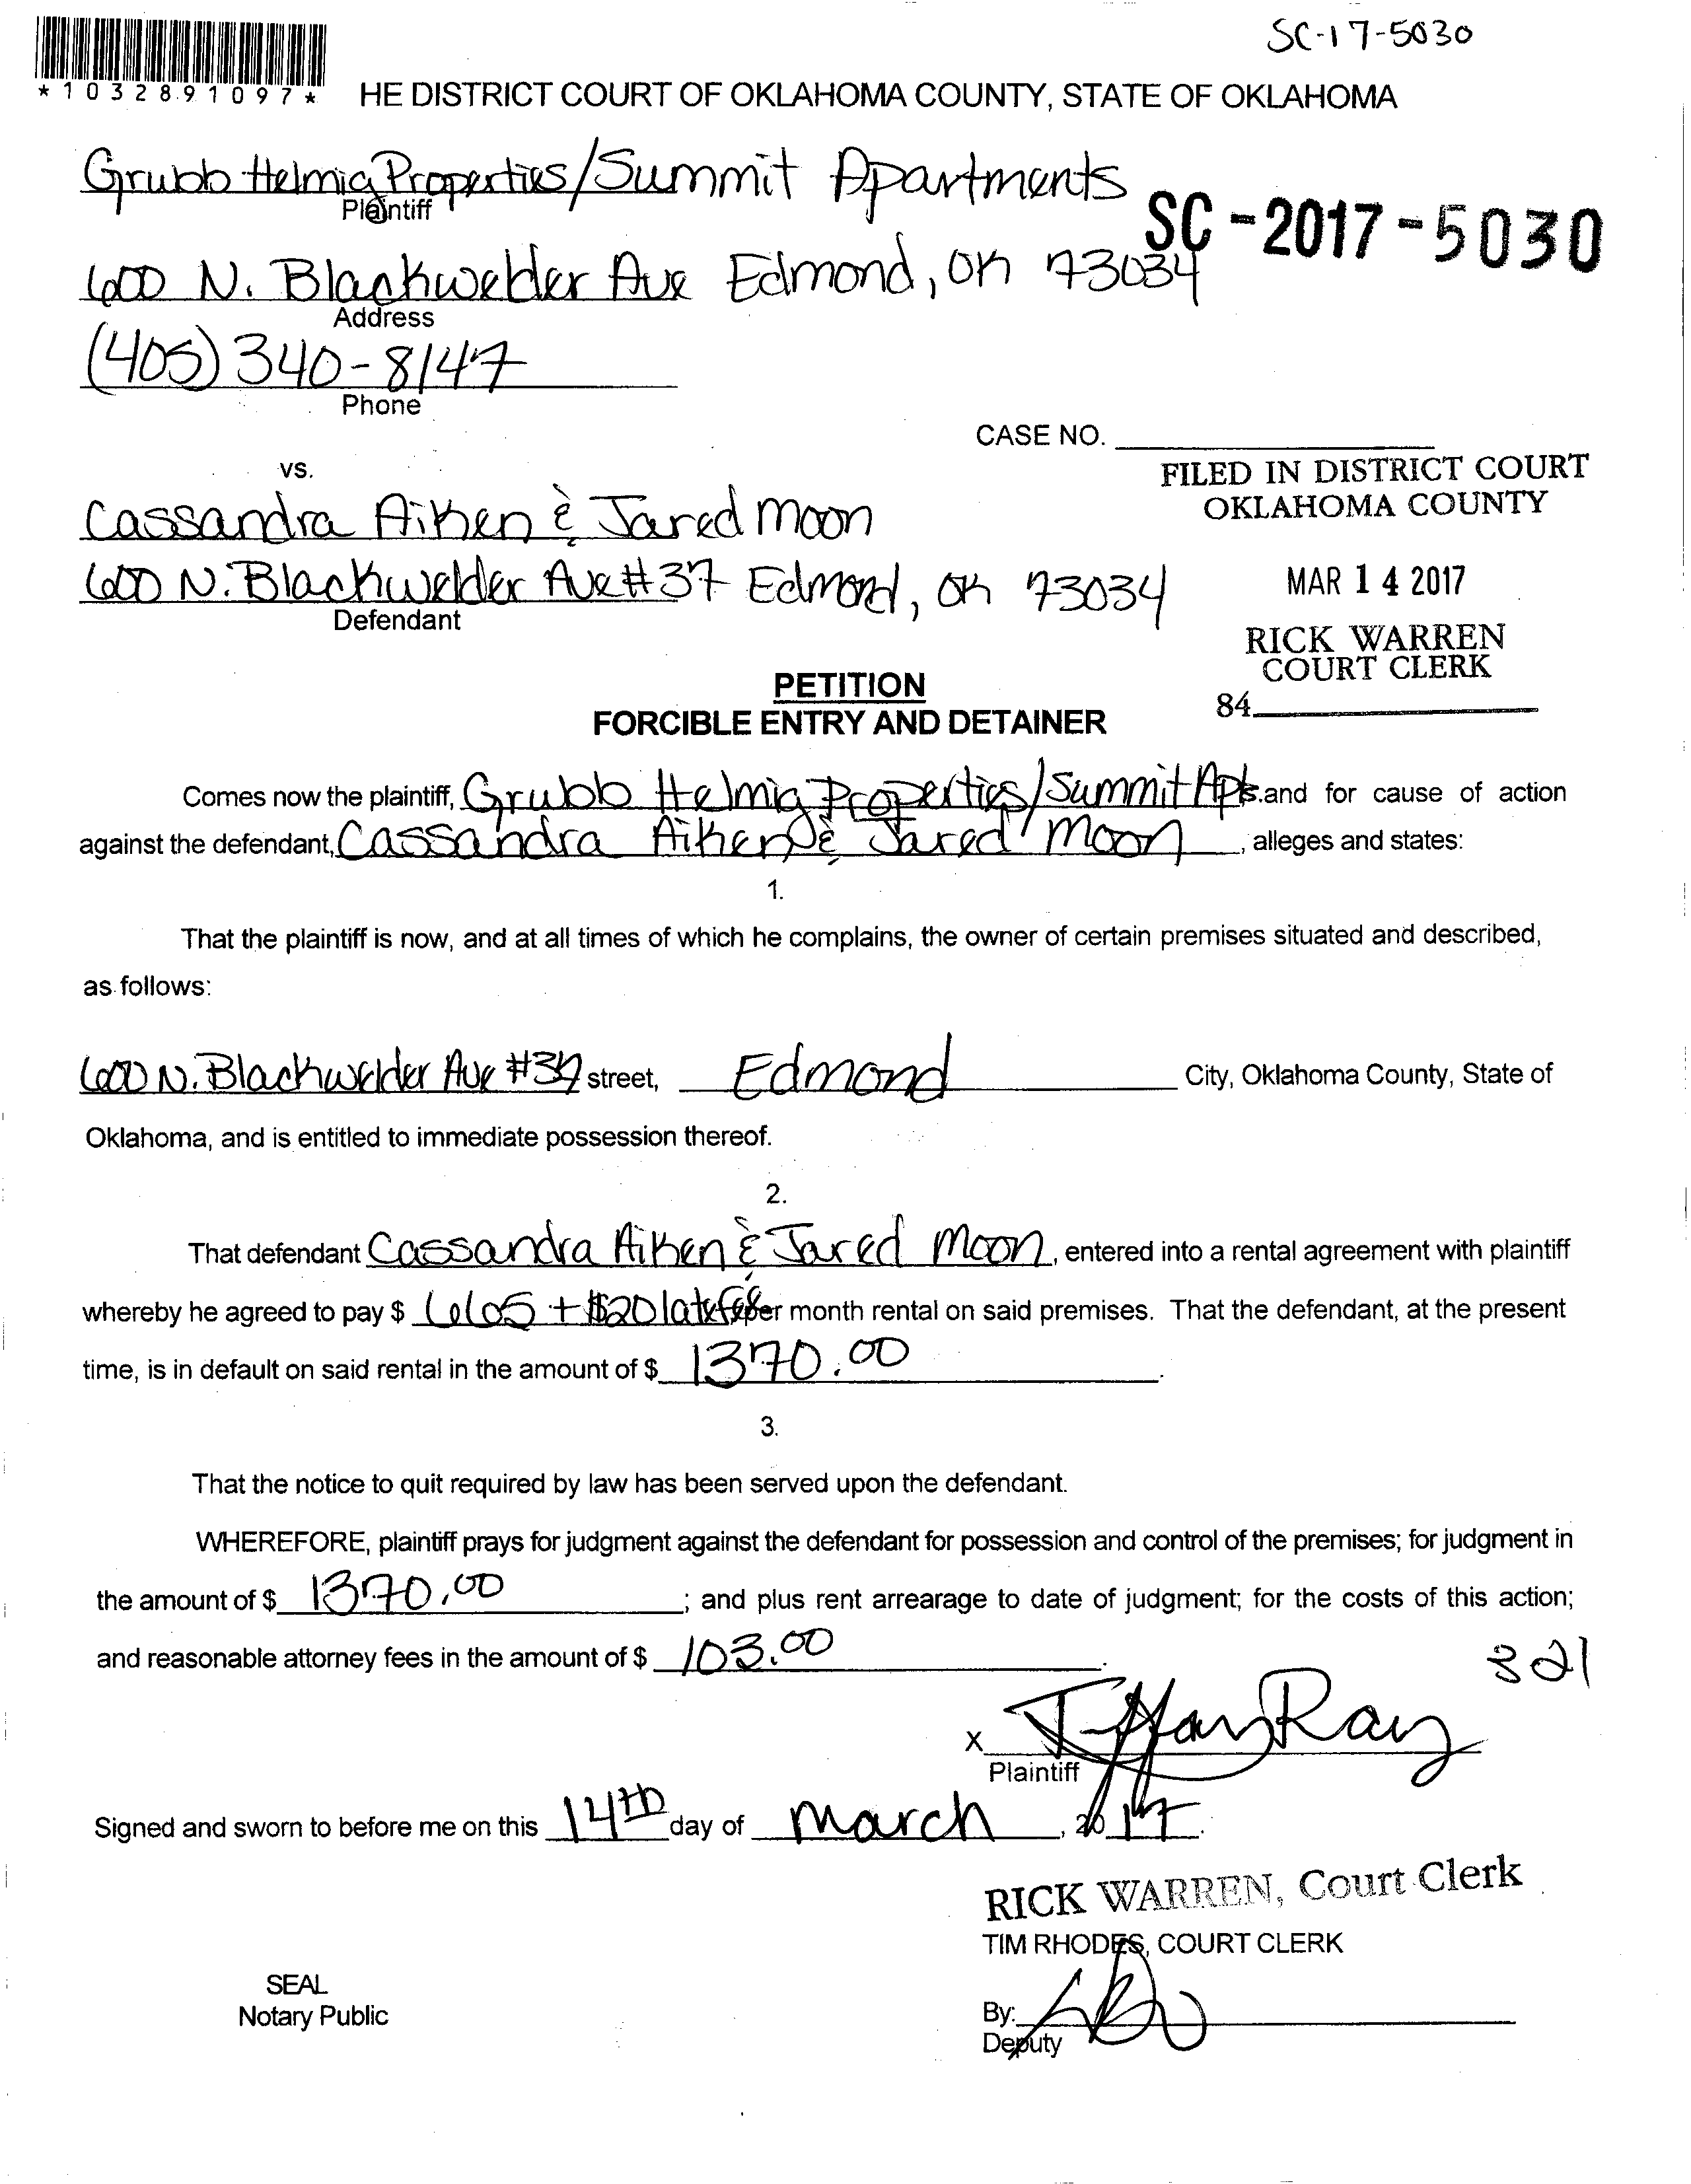 SC-17-5030
*1032891097*
HE DISTRICT COURT OF OKLAHOMA COUNTY, STATE OF OKLAHOMA
Grubb Helmig Properties/Summit Apartments
Plaintiff
SC-2017-5030
600 N. Blackwelder Ave Edmond, OK 73034
Address
(405) 340-8147
Phone
CASE NO.
vs.
FILED IN DISTRICT COURT
OKLAHOMA COUNTY
Cassandra Aiken & Jared Moon
600 N. Blackwelder Ave #37 Edmond, OK 73034
Defendant
MAR 14 2017
RICK WARREN
COURT CLERK
84
PETITION
FORCIBLE ENTRY AND DETAINER
Comes now the plaintiff, Grubb Helmig Properties/Summit Apts. and for cause of action
against the defendant, Cassandra Aiken & Jared Moon, alleges and states:
1.
That the plaintiff is now, and at all times of which he complains, the owner of certain premises situated and described,
as follows:
600 N. Blackwelder Ave #37 street, Edmond City, Oklahoma County, State of
Oklahoma, and is entitled to immediate possession thereof.
2.
That defendant Cassandra Aiken & Jared Moon, entered into a rental agreement with plaintiff
whereby he agreed to pay $ 665 + $20 late fee per month rental on said premises. That the defendant, at the present
time, is in default on said rental in the amount of $ 1370.00.
3.
That the notice to quit required by law has been served upon the defendant.
WHEREFORE, plaintiff prays for judgment against the defendant for possession and control of the premises; for judgment in
the amount of $ 1370.00; and plus rent arrearage to date of judgment; for the costs of this action;
and reasonable attorney fees in the amount of $ 103.00.
321
X Tiffany Ray
Plaintiff
Signed and sworn to before me on this 14th day of March, 2017.
RICK WARREN, Court Clerk
TIM RHODES, COURT CLERK
SEAL
Notary Public
By:
Deputy